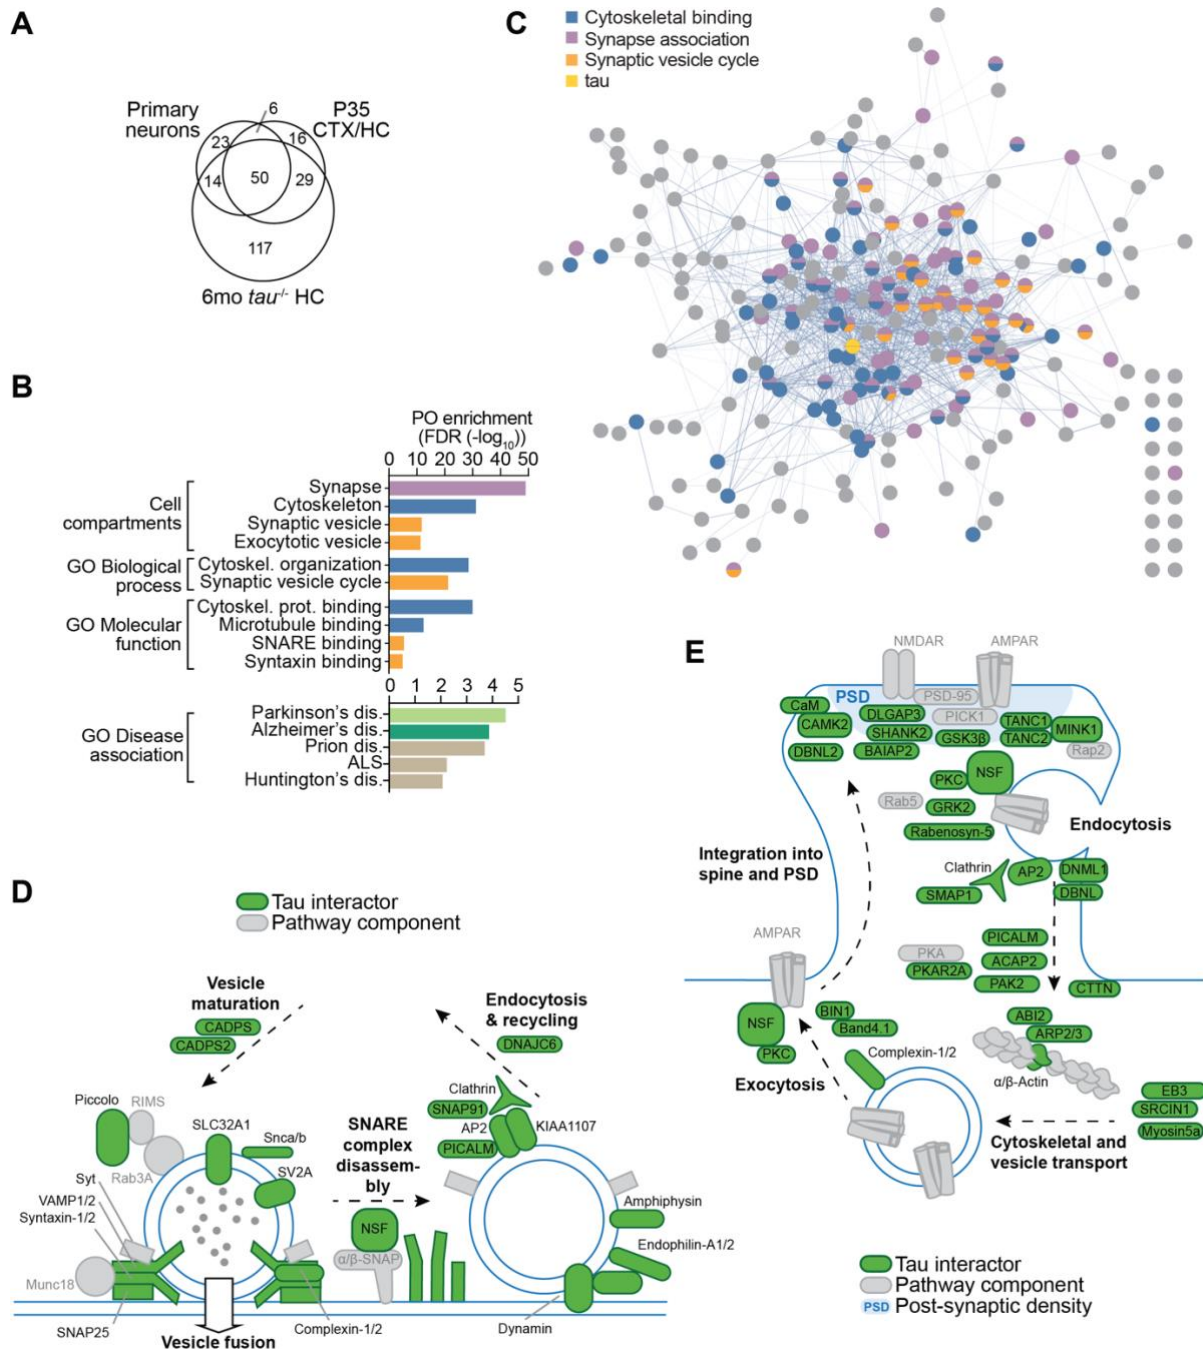 A
Primary
neurons
6
P35
CTX/HC
23
16
14
50
29
117
6mo tau-/- HC
B
PO enrichment
(FDR (-log10))
0 10 20 30 40 50
Cell
compartments
Synapse
Cytoskeleton
Synaptic vesicle
Exocytotic vesicle
GO Biological
process
Cytoskel. organization
Synaptic vesicle cycle
GO Molecular
function
Cytoskel. prot. binding
Microtubule binding
SNARE binding
Syntaxin binding
0 1 2 3 4 5
GO Disease
association
Parkinson's dis.
Alzheimer's dis.
Prion dis.
ALS
Huntington's dis.
C
Cytoskeletal binding
Synapse association
Synaptic vesicle cycle
tau
D
Tau interactor
Pathway component
Vesicle
maturation
CADPS
CADPS2
Endocytosis
& recycling
DNAJC6
Piccolo
RIMS
Rab3A
SLC32A1
Snca/b
SV2A
Syt
VAMP1/2
Syntaxin-1/2
Munc18
SNAP25
Vesicle fusion
Complexin-1/2
SNARE
complex
disassem-
bly
NSF
α/β-SNAP
Clathrin
SNAP91
AP2
PICALM
KIAA1107
Amphiphysin
Endophilin-A1/2
Dynamin
E
NMDAR
AMPAR
PSD
PSD-95
PICK1
CaM
CAMK2
DBNL2
DLGAP3
SHANK2
BAIAP2
GSK3β
TANC1
TANC2
MINK1
Rap2
PKC
NSF
Rab5
GRK2
Rabenosyn-5
Endocytosis
Integration into
spine and PSD
Clathrin
AP2
DNML1
DBNL
SMAP1
AMPAR
PKA
PKAR2A
PICALM
ACAP2
PAK2
CTTN
NSF
PKC
BIN1
Band4.1
Exocytosis
Complexin-1/2
ABI2
ARP2/3
α/β-Actin
EB3
SRCIN1
Myosin5a
Cytoskeletal and
vesicle transport
Tau interactor
Pathway component
PSD Post-synaptic density